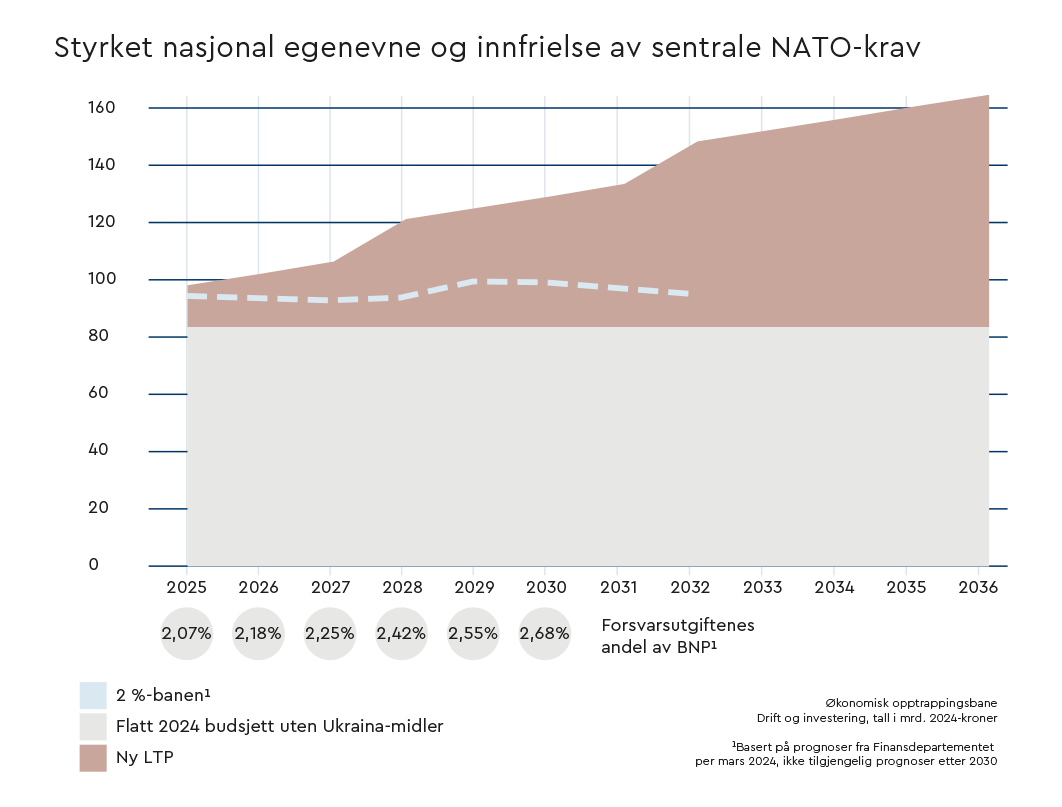 Styrket nasjonal egenevne og innfrielse av sentrale NATO-krav
160
140
120
100
80
60
40
20
0
2025 2026 2027 2028 2029 2030 2031 2032 2033 2034 2035 2036
2,07% 2,18% 2,25% 2,42% 2,55% 2,68%
Forsvarsutgiftenes
andel av BNP¹
2 %-banen¹
Flatt 2024 budsjett uten Ukraina-midler
Ny LTP
Økonomisk opptrappingsbane
Drift og investering, tall i mrd. 2024-kroner
¹Basert på prognoser fra Finansdepartementet
per mars 2024, ikke tilgjengelig prognoser etter 2030